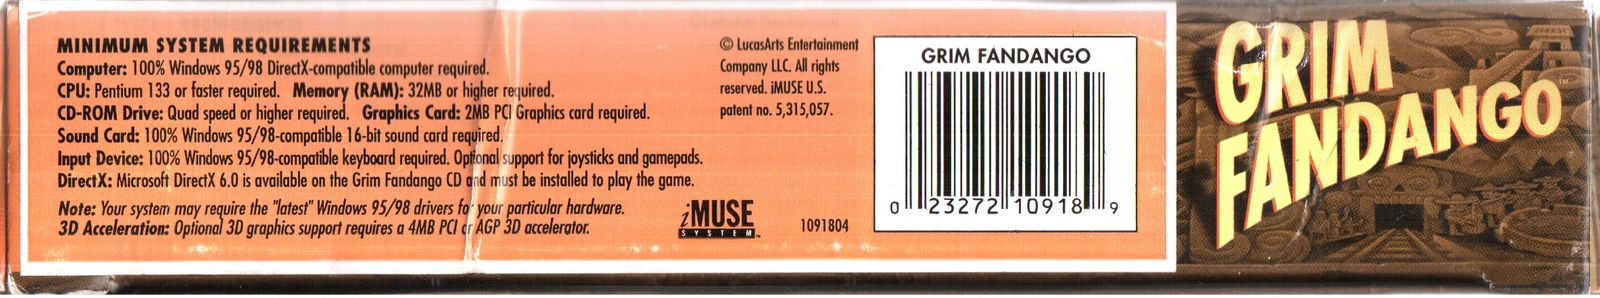 MINIMUM SYSTEM REQUIREMENTS
Computer: 100% Windows 95/98 DirectX-compatible computer required.
CPU: Pentium 133 or faster required. Memory (RAM): 32MB or higher required.
CD-ROM Drive: Quad speed or higher required. Graphics Card: 2MB PCI Graphics card required.
Sound Card: 100% Windows 95/98-compatible 16-bit sound card required.
Input Device: 100% Windows 95/98-compatible keyboard required. Optional support for joysticks and gamepads.
DirectX: Microsoft DirectX 6.0 is available on the Grim Fandango CD and must be installed to play the game.
Note: Your system may require the "latest" Windows 95/98 drivers for your particular hardware.
3D Acceleration: Optional 3D graphics support requires a 4MB PCI or AGP 3D accelerator.
© LucasArts Entertainment
Company LLC. All rights
reserved. iMUSE U.S.
patent no. 5,315,057.
iMUSE
SYSTEM™
1091804
GRIM FANDANGO
0 23272 10918 9
GRIM
FANDANGO™